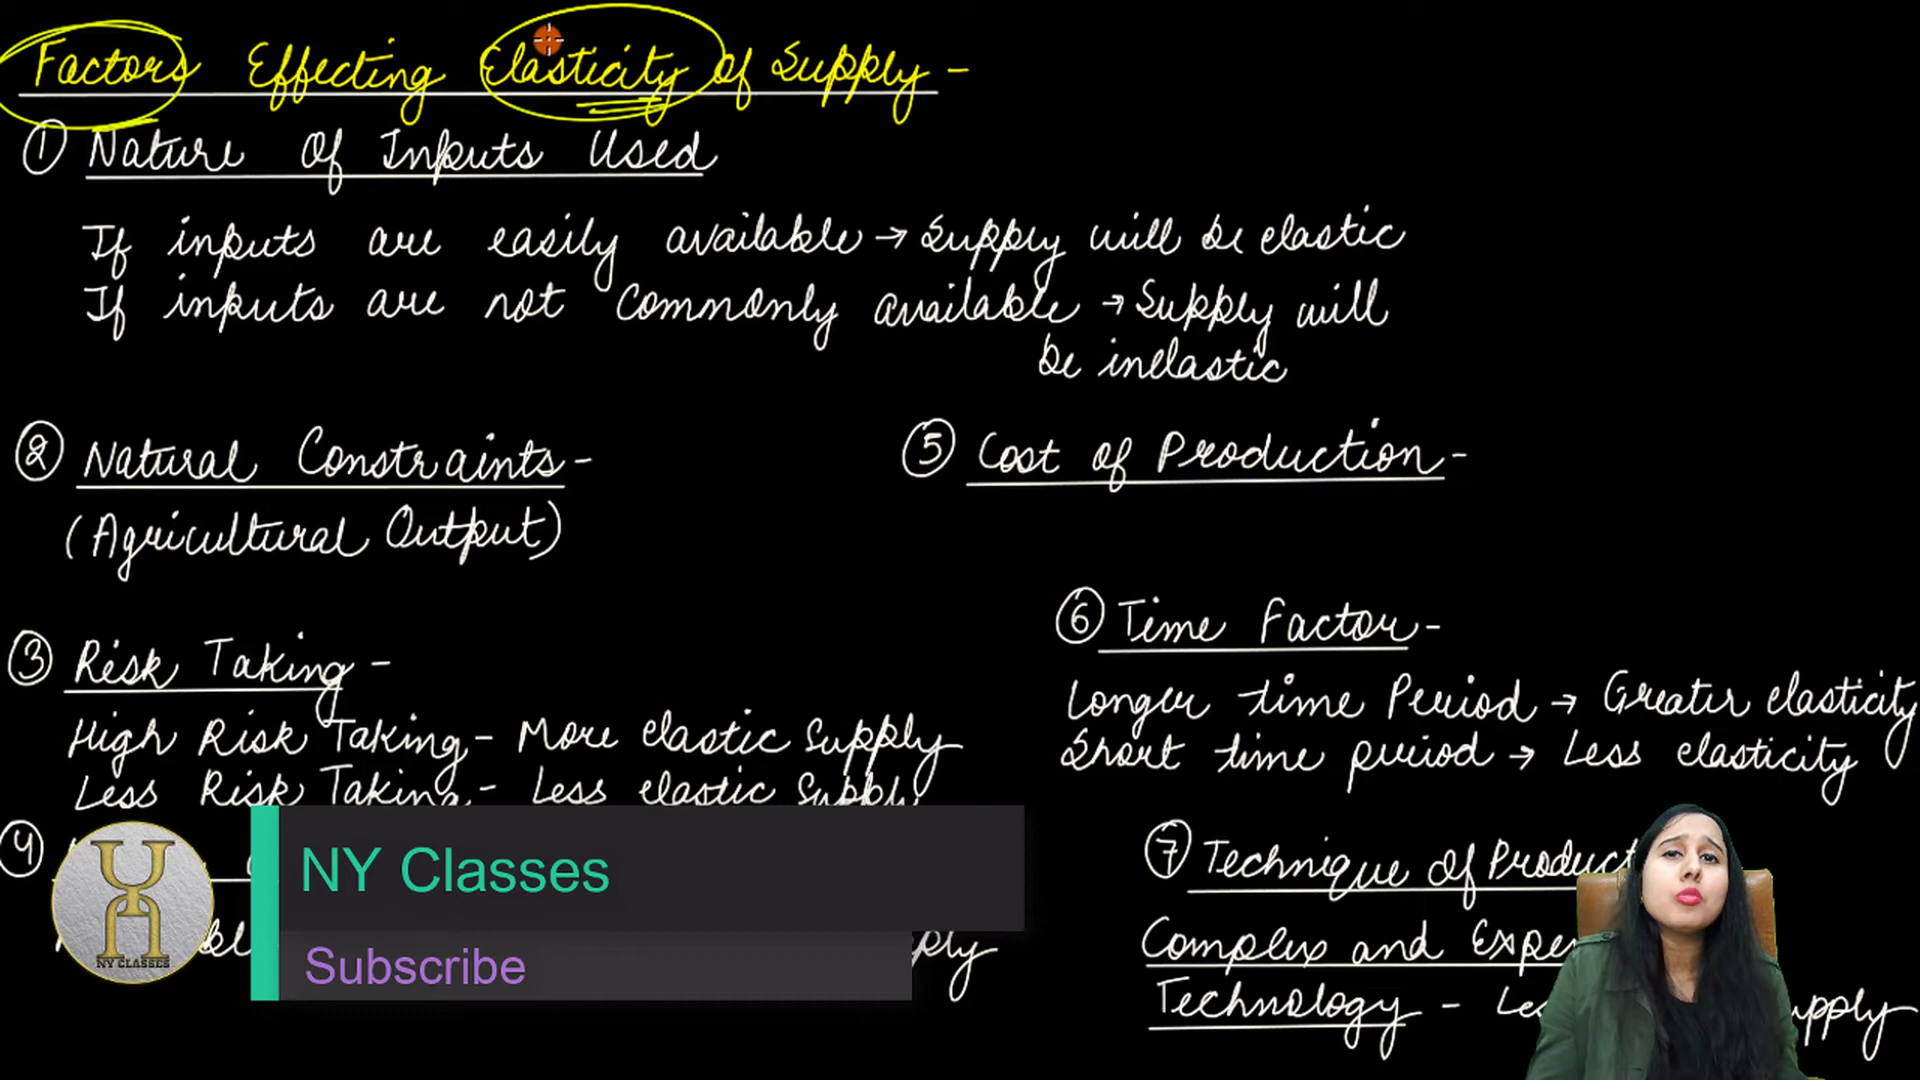 Factors Effecting Elasticity Of Supply -
① Nature Of Inputs Used
If inputs are easily available → Supply will be elastic
If inputs are not commonly available → Supply will
be inelastic
② Natural Constraints -
(Agricultural Output)
③ Risk Taking -
High Risk Taking - More elastic Supply
Less Risk Taking - Less elastic Supply
④
⑤ Cost of Production -
⑥ Time Factor -
Longer time Period → Greater elasticity
Short time period → Less elasticity
⑦ Technique Of
Complex and
Technology -
NY Classes
Subscribe
NY CLASSES